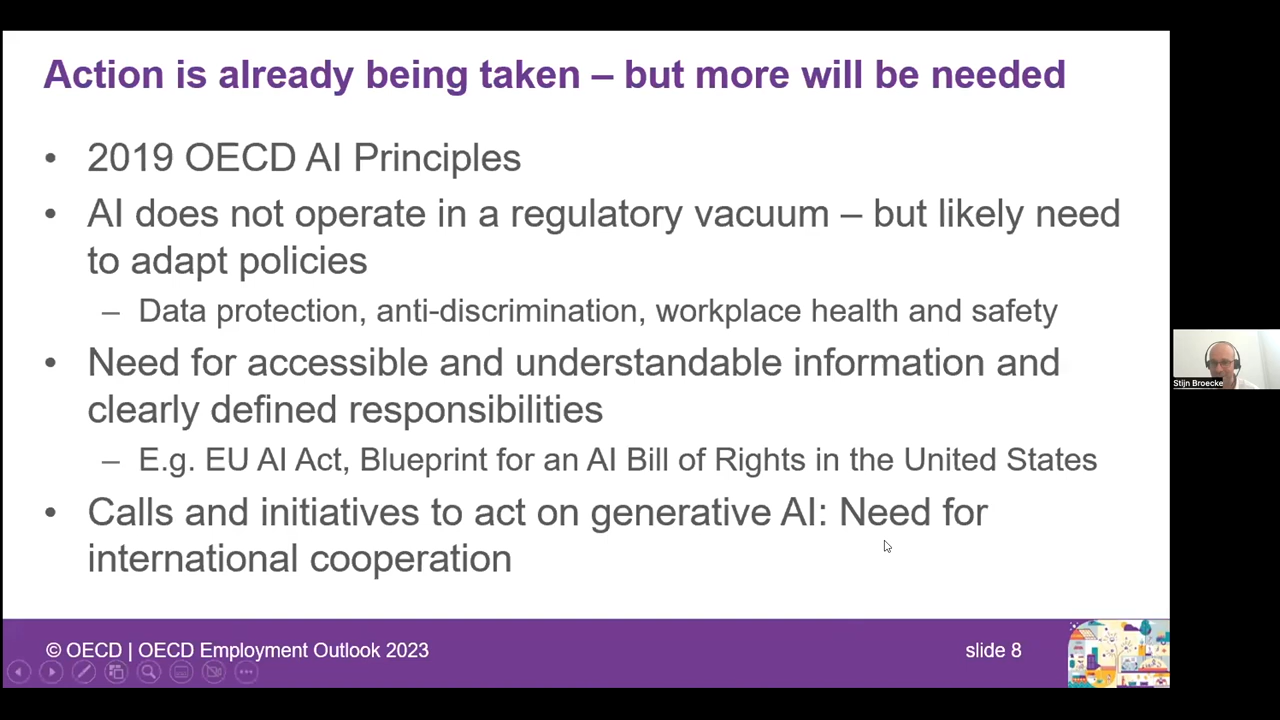 Action is already being taken – but more will be needed
• 2019 OECD AI Principles
• AI does not operate in a regulatory vacuum – but likely need
to adapt policies
– Data protection, anti-discrimination, workplace health and safety
• Need for accessible and understandable information and
clearly defined responsibilities
– E.g. EU AI Act, Blueprint for an AI Bill of Rights in the United States
• Calls and initiatives to act on generative AI: Need for
international cooperation
Stijn Broecke
© OECD | OECD Employment Outlook 2023
slide 8